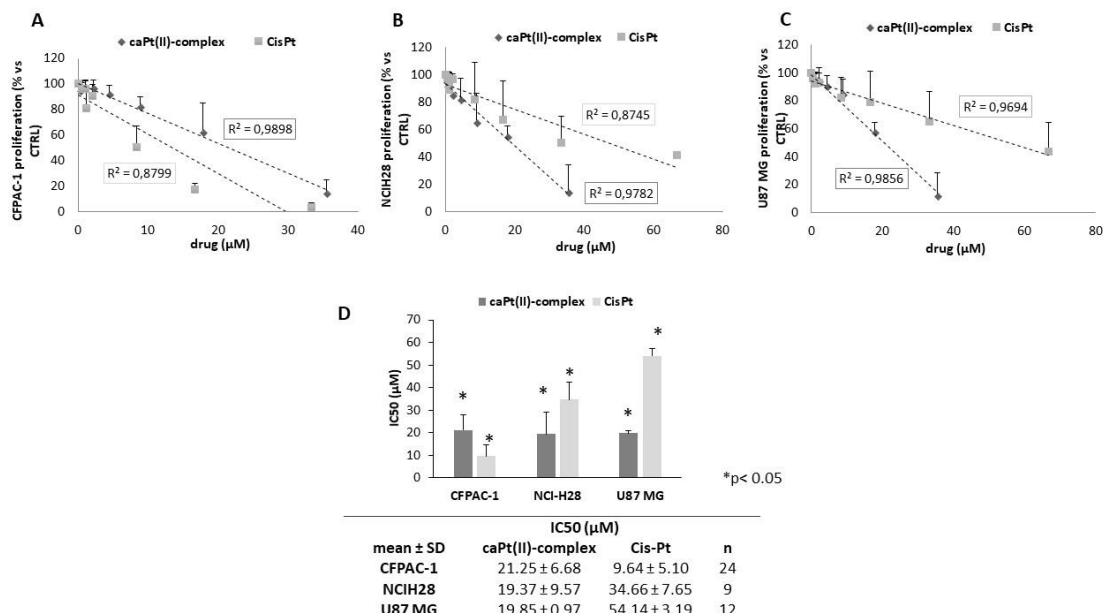 A
caPt(II)-complex CisPt
CFPAC-1 proliferation (% vs
CTRL)
120
100
80
60
40
20
0
R² = 0,9898
R² = 0,8799
0 10 20 30 40
drug (µM)
B
caPt(II)-complex CisPt
NCIH28 proliferation (% vs
CTRL)
120
100
80
60
40
20
0
R² = 0,8745
R² = 0,9782
0 20 40 60 80
drug (µM)
C
caPt(II)-complex CisPt
U87 MG proliferation (% vs
CTRL)
120
100
80
60
40
20
0
R² = 0,9694
R² = 0,9856
0 20 40 60 80
drug (µM)
D
caPt(II)-complex CisPt
IC50 (µM)
70
60
50
40
30
20
10
0
* * * * * *
CFPAC-1 NCI-H28 U87 MG
*p< 0.05
IC50 (µM)
mean ± SD caPt(II)-complex Cis-Pt n
CFPAC-1 21.25 ± 6.68 9.64 ± 5.10 24
NCIH28 19.37 ± 9.57 34.66 ± 7.65 9
U87 MG 19.85 ± 0.97 54.14 ± 3.19 12